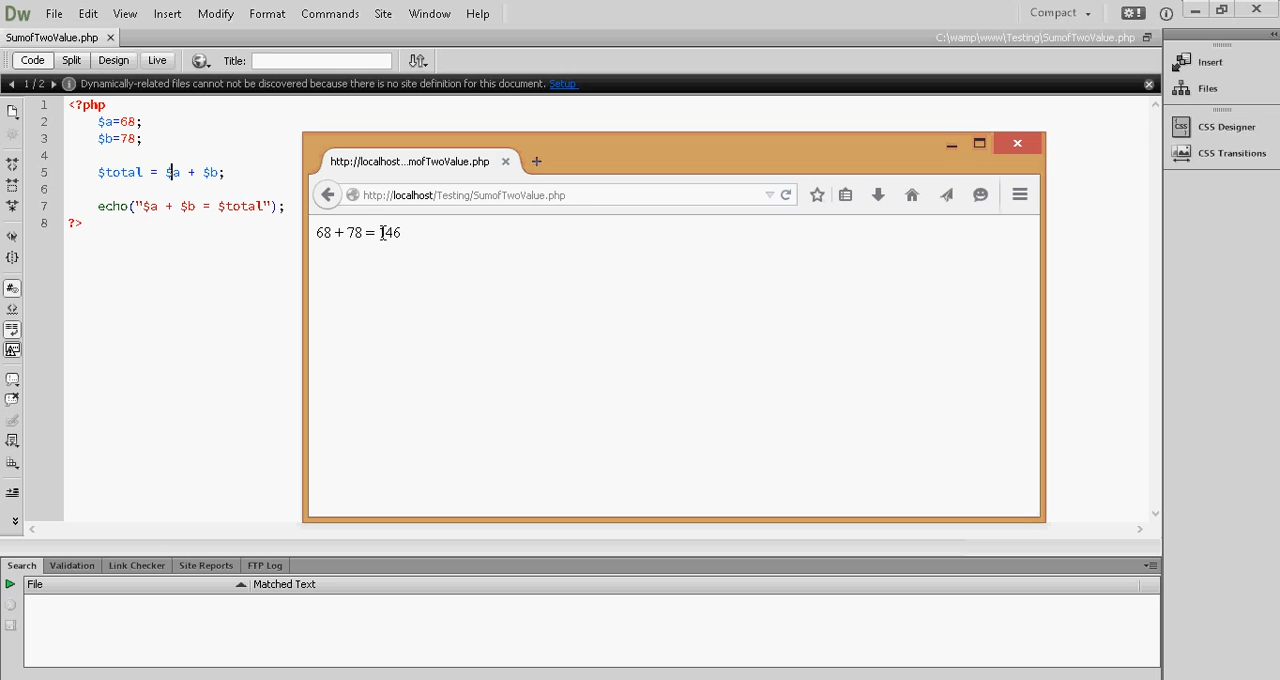 Dw File Edit View Insert Modify Format Commands Site Window Help Compact
SumofTwoValue.php C:\wamp\www\Testing\SumofTwoValue.php
Code Split Design Live Title:
1 / 2 Dynamically-related files cannot not be discovered because there is no site definition for this document. Setup
Insert
Files
CSS Designer
CSS Transitions
1 <?php
2 $a=68;
3 $b=78;
4
5 $total = $a + $b;
6
7 echo("$a + $b = $total");
8 ?>
http://localhost...mofTwoValue.php
http://localhost/Testing/SumofTwoValue.php
68 + 78 = 146
Search Validation Link Checker Site Reports FTP Log
File Matched Text